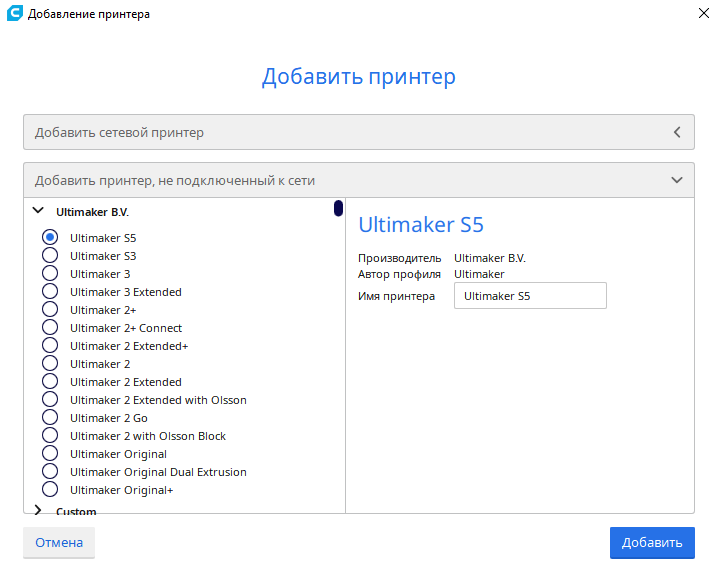 Добавление принтера
Добавить принтер
Добавить сетевой принтер
Добавить принтер, не подключенный к сети
Ultimaker B.V.
Ultimaker S5
Ultimaker S3
Ultimaker 3
Ultimaker 3 Extended
Ultimaker 2+
Ultimaker 2+ Connect
Ultimaker 2 Extended+
Ultimaker 2
Ultimaker 2 Extended
Ultimaker 2 Extended with Olsson
Ultimaker 2 Go
Ultimaker 2 with Olsson Block
Ultimaker Original
Ultimaker Original Dual Extrusion
Ultimaker Original+
Custom
Ultimaker S5
Производитель Ultimaker B.V.
Автор профиля Ultimaker
Имя принтера Ultimaker S5
Отмена
Добавить